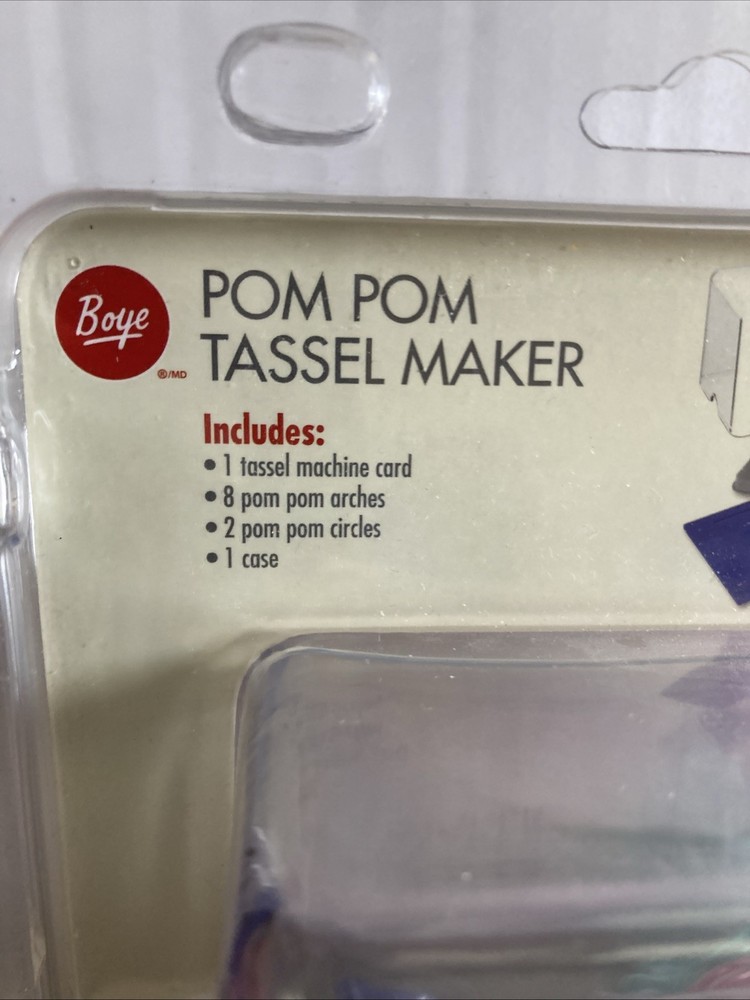 Boye
®/MD
POM POM
TASSEL MAKER
Includes:
• 1 tassel machine card
• 8 pom pom arches
• 2 pom pom circles
• 1 case